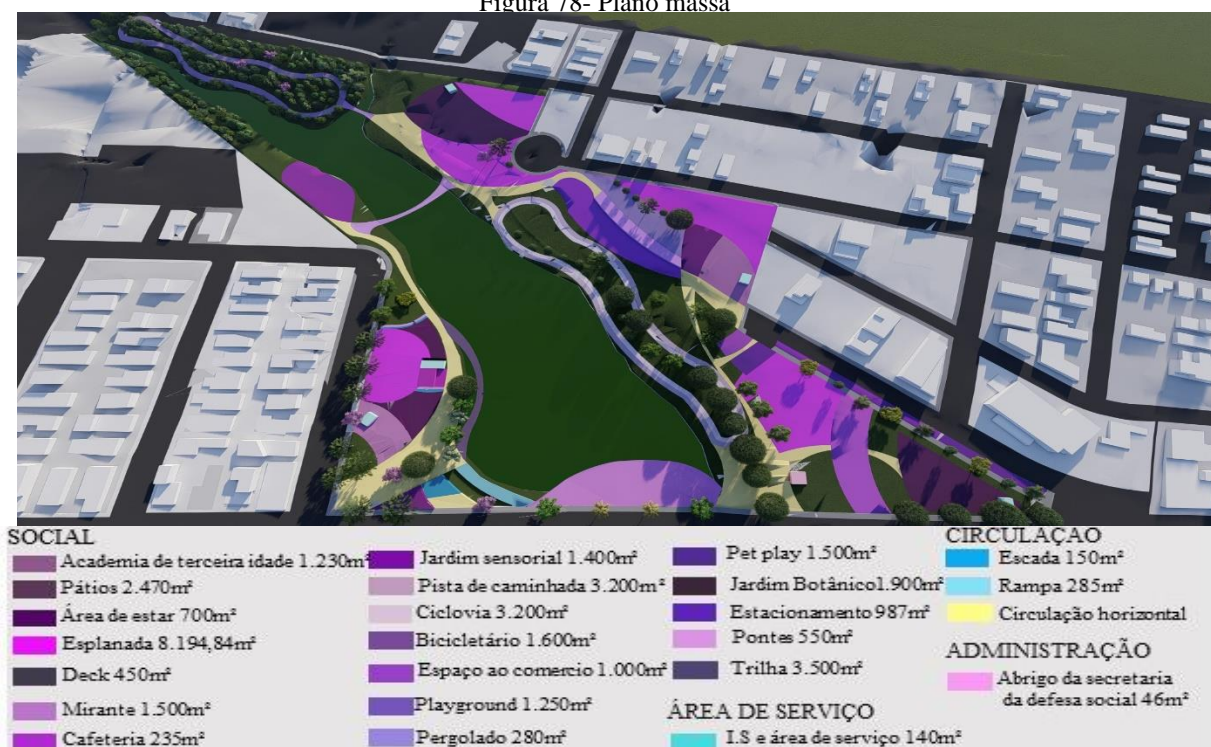 Figura 78- Plano massa
SOCIAL
Academia de terceira idade 1.230m²
Pátios 2.470m²
Área de estar 700m²
Esplanada 8.194,84m²
Deck 450m²
Mirante 1.500m²
Cafeteria 235m²
Jardim sensorial 1.400m²
Pista de caminhada 3.200m²
Ciclovia 3.200m²
Bicicletário 1.600m²
Espaço ao comercio 1.000m²
Playground 1.250m²
Pergolado 280m²
Pet play 1.500m²
Jardim Botânico1.900m²
Estacionamento 987m²
Pontes 550m²
Trilha 3.500m²
ÁREA DE SERVIÇO
I.S e área de serviço 140m²
CIRCULAÇAO
Escada 150m²
Rampa 285m²
Circulação horizontal
ADMINISTRAÇÃO
Abrigo da secretaria
da defesa social 46m²